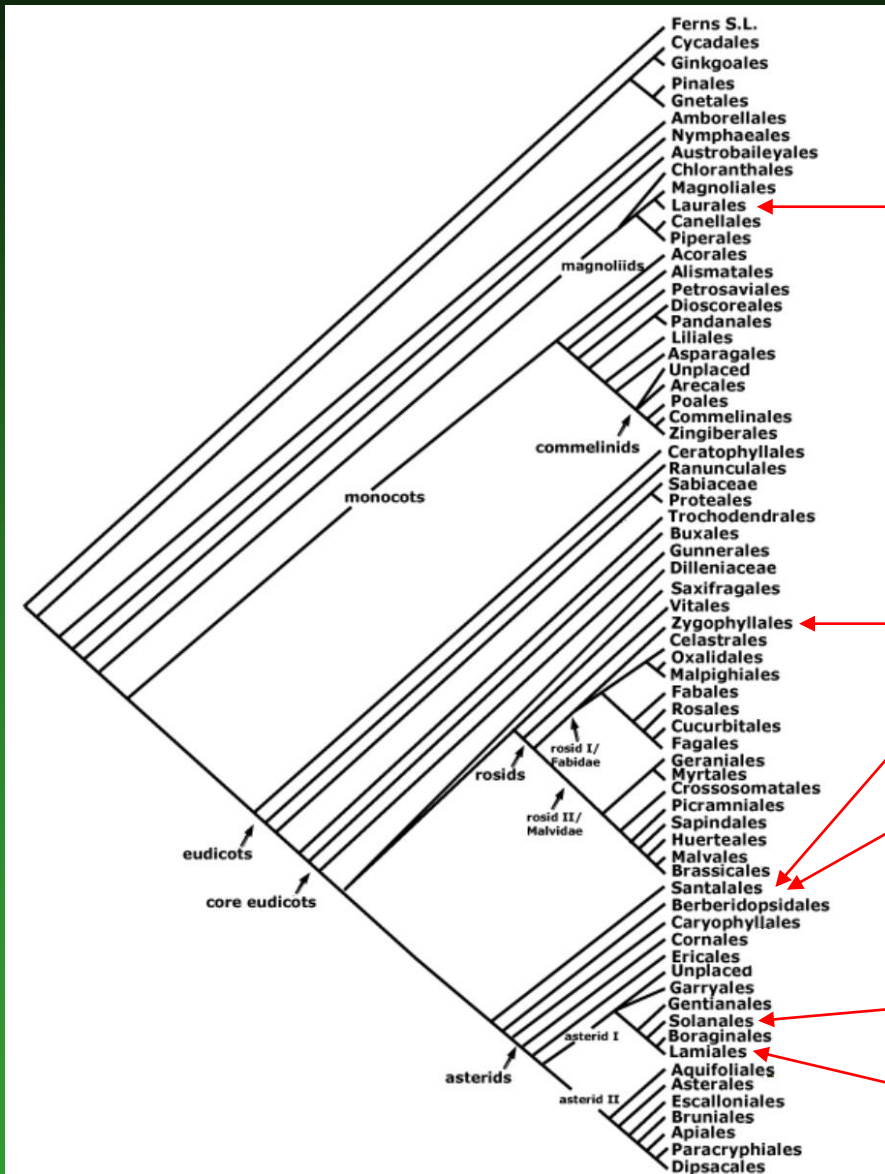 Ferns S.L.
Cycadales
Ginkgoales
Pinales
Gnetales
Amborellales
Nymphaeales
Austrobaileyales
Chloranthales
Magnoliales
Laurales
Canellales
Piperales
magnoliids
Acorales
Alismatales
Petrosaviales
Dioscoreales
Pandanales
Liliales
Asparagales
Unplaced
Arecales
Poales
Commelinales
Zingiberales
commelinids
monocots
Ceratophyllales
Ranunculales
Sabiaceae
Proteales
Trochodendrales
Buxales
Gunnerales
Dilleniaceae
Saxifragales
Vitales
Zygophyllales
Celastrales
Oxalidales
Malpighiales
Fabales
Rosales
Cucurbitales
Fagales
rosid I/
Fabidae
rosids
Geraniales
Myrtales
Crossosomatales
Picramniales
Sapindales
Huerteales
Malvales
Brassicales
rosid II/
Malvidae
eudicots
core eudicots
Santalales
Berberidopsidales
Caryophyllales
Cornales
Ericales
Unplaced
Garryales
Gentianales
Solanales
Boraginales
Lamiales
asterid I
asterids
Aquifoliales
Asterales
Escalloniales
Bruniales
Apiales
Paracryphiales
Dipsacales
asterid II